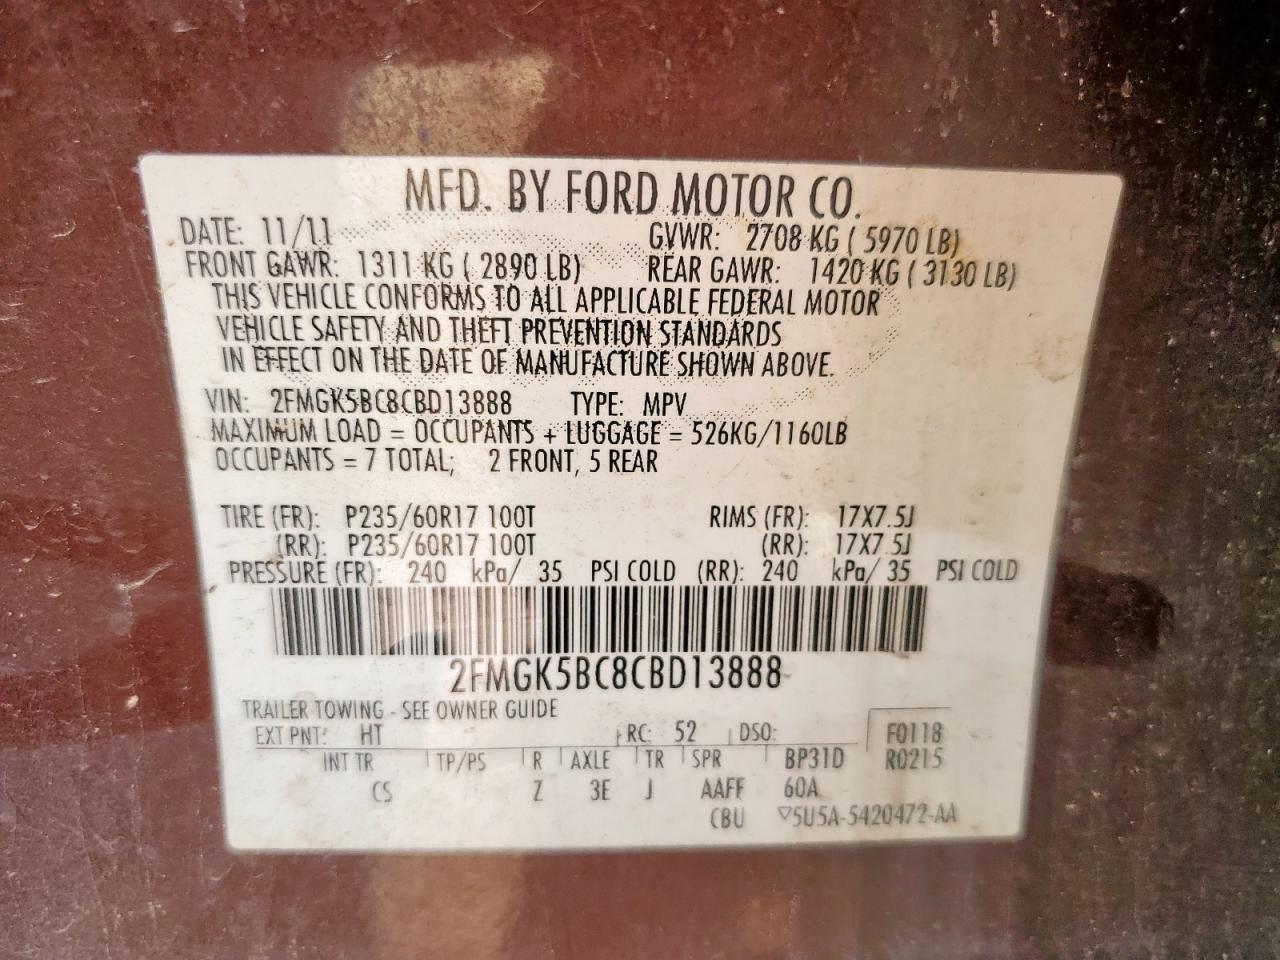 MFD. BY FORD MOTOR CO.
DATE: 11/11 GVWR: 2708 KG ( 5970 LB)
FRONT GAWR: 1311 KG ( 2890 LB) REAR GAWR: 1420 KG ( 3130 LB)
THIS VEHICLE CONFORMS TO ALL APPLICABLE FEDERAL MOTOR
VEHICLE SAFETY AND THEFT PREVENTION STANDARDS
IN EFFECT ON THE DATE OF MANUFACTURE SHOWN ABOVE.
VIN: 2FMGK5BC8CBD13888 TYPE: MPV
MAXIMUM LOAD = OCCUPANTS + LUGGAGE = 526KG/1160LB
OCCUPANTS = 7 TOTAL; 2 FRONT, 5 REAR
TIRE (FR): P235/60R17 100T RIMS (FR): 17X7.5J
(RR): P235/60R17 100T (RR): 17X7.5J
PRESSURE (FR): 240 kPa/ 35 PSI COLD (RR): 240 kPa/ 35 PSI COLD
2FMGK5BC8CBD13888
TRAILER TOWING - SEE OWNER GUIDE
EXT PNT: HT RC: 52 DSO: F0118
INT TR TP/PS R AXLE TR SPR BP31D R0215
CS Z 3E J AAFF 60A
CBU ▽5U5A-5420472-AA